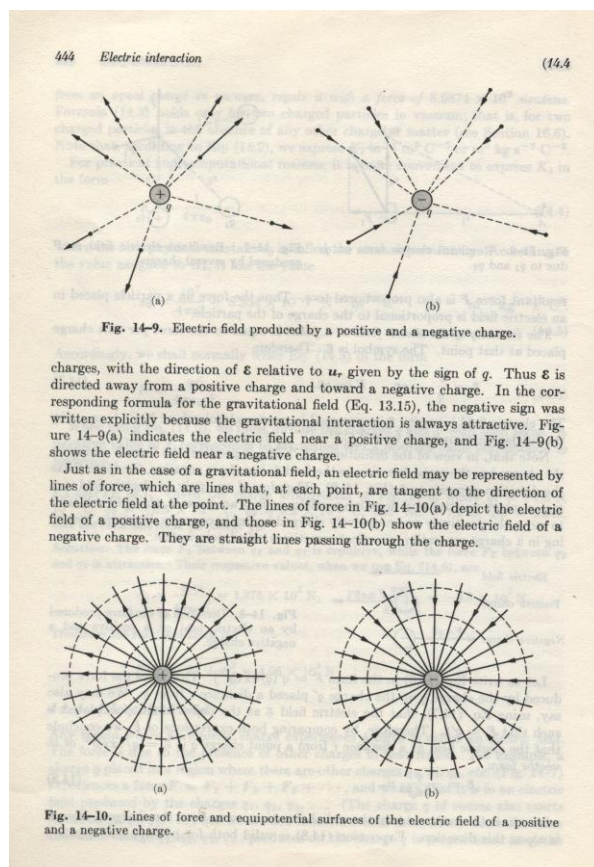 444 Electric interaction (14.4
+ q
− q
(a) (b)
Fig. 14–9. Electric field produced by a positive and a negative charge.
charges, with the direction of ℰ relative to uᵣ given by the sign of q. Thus ℰ is
directed away from a positive charge and toward a negative charge. In the cor-
responding formula for the gravitational field (Eq. 13.15), the negative sign was
written explicitly because the gravitational interaction is always attractive. Fig-
ure 14–9(a) indicates the electric field near a positive charge, and Fig. 14–9(b)
shows the electric field near a negative charge.
Just as in the case of a gravitational field, an electric field may be represented by
lines of force, which are lines that, at each point, are tangent to the direction of
the electric field at the point. The lines of force in Fig. 14–10(a) depict the electric
field of a positive charge, and those in Fig. 14–10(b) show the electric field of a
negative charge. They are straight lines passing through the charge.
+
−
(a) (b)
Fig. 14–10. Lines of force and equipotential surfaces of the electric field of a positive
and a negative charge.